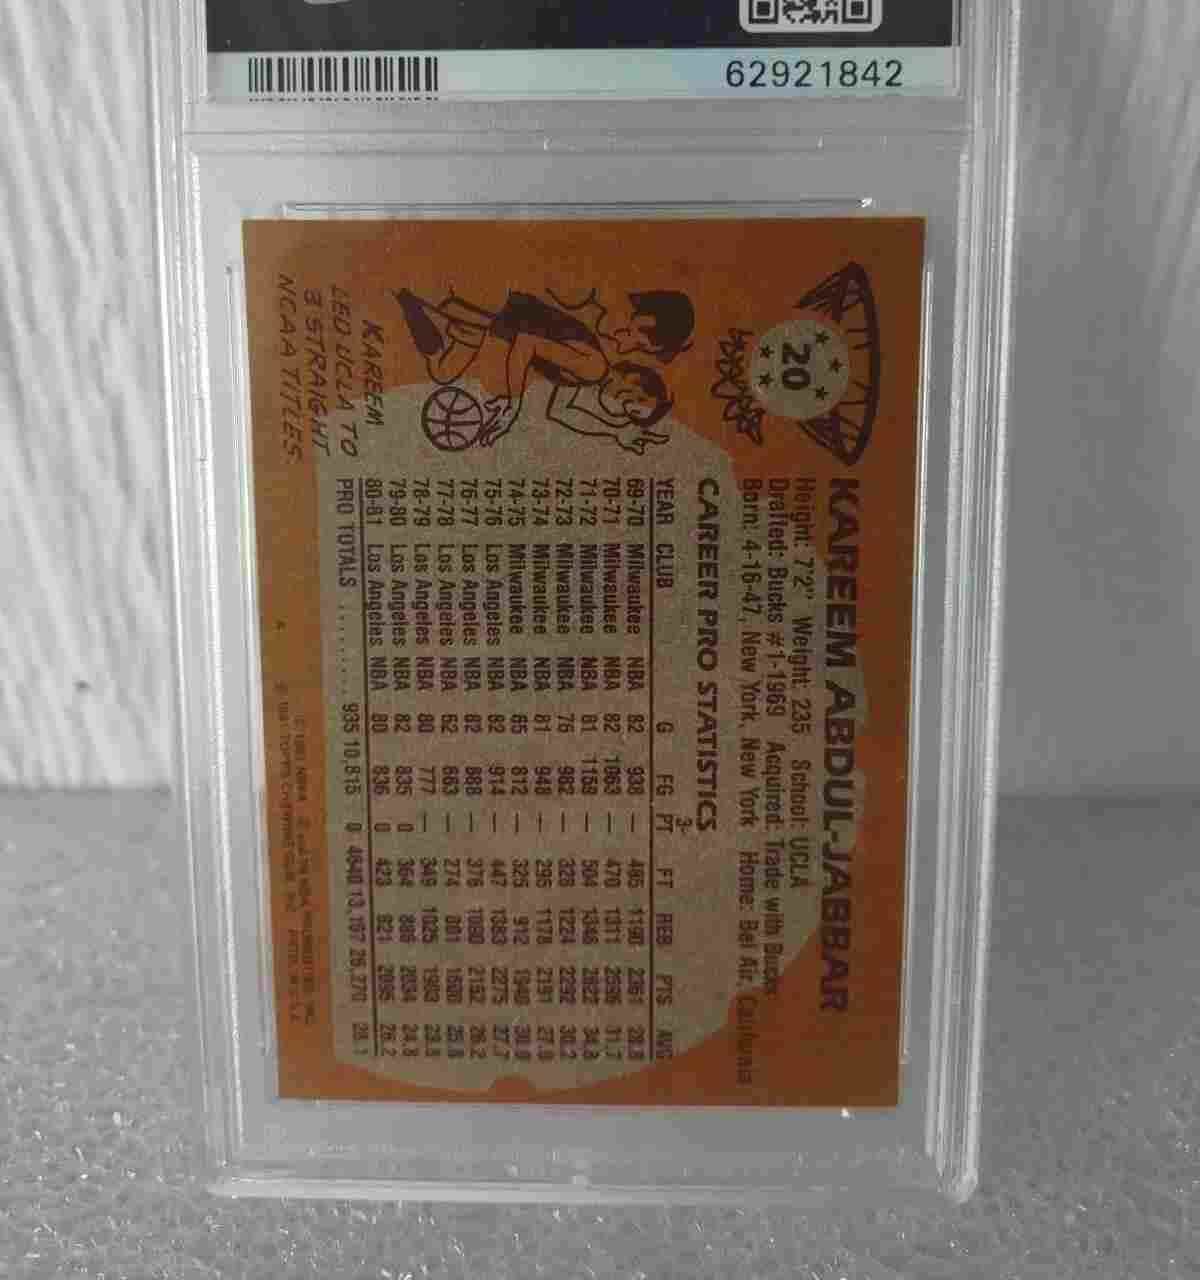 62921842
20
KAREEM ABDUL-JABBAR
Height: 7'2" Weight: 235 School: UCLA
Drafted: Bucks #1-1969 Acquired: Trade with Bucks
Born: 4-16-47, New York, New York Home: Bel Air, California
CAREER PRO STATISTICS
YEAR CLUB G FG 3-PT FT REB PTS AVG
69-70 Milwaukee NBA 82 938 — 485 1190 2361 28.8
70-71 Milwaukee NBA 82 1063 — 470 1311 2596 31.7
71-72 Milwaukee NBA 81 1159 — 504 1346 2822 34.8
72-73 Milwaukee NBA 76 982 — 328 1224 2292 30.2
73-74 Milwaukee NBA 81 948 — 295 1178 2191 27.0
74-75 Milwaukee NBA 65 812 — 325 912 1949 30.0
75-76 Los Angeles NBA 82 914 — 447 1383 2275 27.7
76-77 Los Angeles NBA 82 888 — 376 1090 2152 26.2
77-78 Los Angeles NBA 62 663 — 274 801 1600 25.8
78-79 Los Angeles NBA 80 777 — 349 1025 1903 23.8
79-80 Los Angeles NBA 82 835 0 364 886 2034 24.8
80-81 Los Angeles NBA 80 836 0 423 821 2095 26.2
PRO TOTALS ........ 935 10,815 0 4640 13,167 26,270 28.1
KAREEM
LED UCLA TO
3 STRAIGHT
NCAA TITLES.